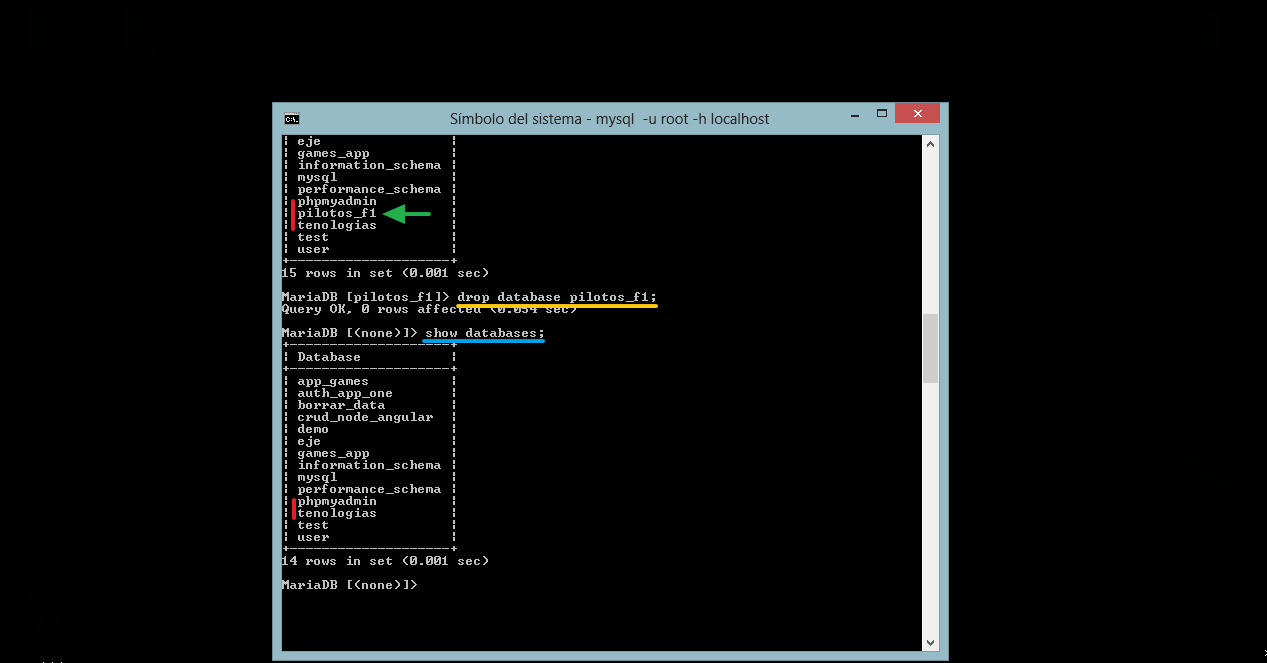 Símbolo del sistema - mysql  -u root -h localhost
| eje                 |
| games_app           |
| information_schema  |
| mysql               |
| performance_schema  |
| phpmyadmin          |
| pilotos_f1          |
| tenologias          |
| test                |
| user                |
+---------------------+
15 rows in set (0.001 sec)
MariaDB [pilotos_f1]> drop database pilotos_f1;
Query OK, 0 rows affected (0.054 sec)
MariaDB [(none)]> show databases;
+---------------------+
| Database            |
+---------------------+
| app_games           |
| auth_app_one        |
| borrar_data         |
| crud_node_angular   |
| demo                |
| eje                 |
| games_app           |
| information_schema  |
| mysql               |
| performance_schema  |
| phpmyadmin          |
| tenologias          |
| test                |
| user                |
+---------------------+
14 rows in set (0.001 sec)
MariaDB [(none)]>